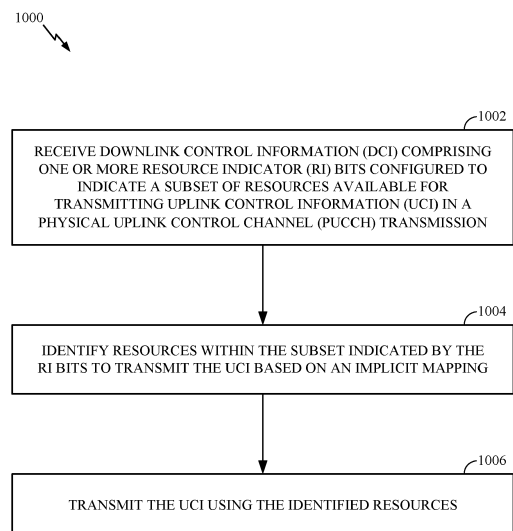 1000
1002
RECEIVE DOWNLINK CONTROL INFORMATION (DCI) COMPRISING
ONE OR MORE RESOURCE INDICATOR (RI) BITS CONFIGURED TO
INDICATE A SUBSET OF RESOURCES AVAILABLE FOR
TRANSMITTING UPLINK CONTROL INFORMATION (UCI) IN A
PHYSICAL UPLINK CONTROL CHANNEL (PUCCH) TRANSMISSION
1004
IDENTIFY RESOURCES WITHIN THE SUBSET INDICATED BY THE
RI BITS TO TRANSMIT THE UCI BASED ON AN IMPLICIT MAPPING
1006
TRANSMIT THE UCI USING THE IDENTIFIED RESOURCES